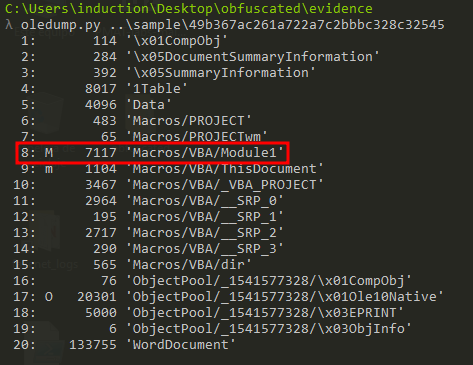 C:\Users\induction\Desktop\obfuscated\evidence
λ oledump.py ..\sample\49b367ac261a722a7c2bbbc328c32545
1: 114 '\x01CompObj'
2: 284 '\x05DocumentSummaryInformation'
3: 392 '\x05SummaryInformation'
4: 8017 '1Table'
5: 4096 'Data'
6: 483 'Macros/PROJECT'
7: 65 'Macros/PROJECTwm'
8: M 7117 'Macros/VBA/Module1'
9: m 1104 'Macros/VBA/ThisDocument'
10: 3467 'Macros/VBA/_VBA_PROJECT'
11: 2964 'Macros/VBA/__SRP_0'
12: 195 'Macros/VBA/__SRP_1'
13: 2717 'Macros/VBA/__SRP_2'
14: 290 'Macros/VBA/__SRP_3'
15: 565 'Macros/VBA/dir'
16: 76 'ObjectPool/_1541577328/\x01CompObj'
17: O 20301 'ObjectPool/_1541577328/\x01Ole10Native'
18: 5000 'ObjectPool/_1541577328/\x03EPRINT'
19: 6 'ObjectPool/_1541577328/\x03ObjInfo'
20: 133755 'WordDocument'